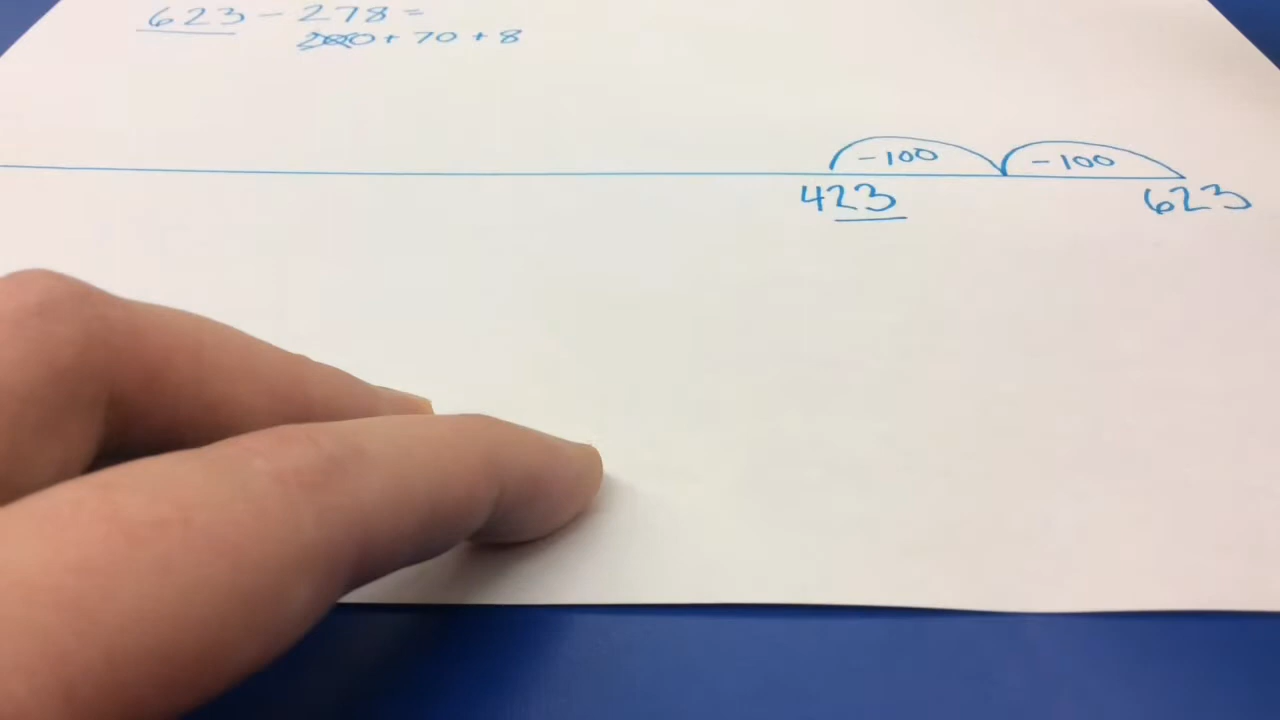 623 - 278 =
200 + 70 + 8
-100 -100
423 623